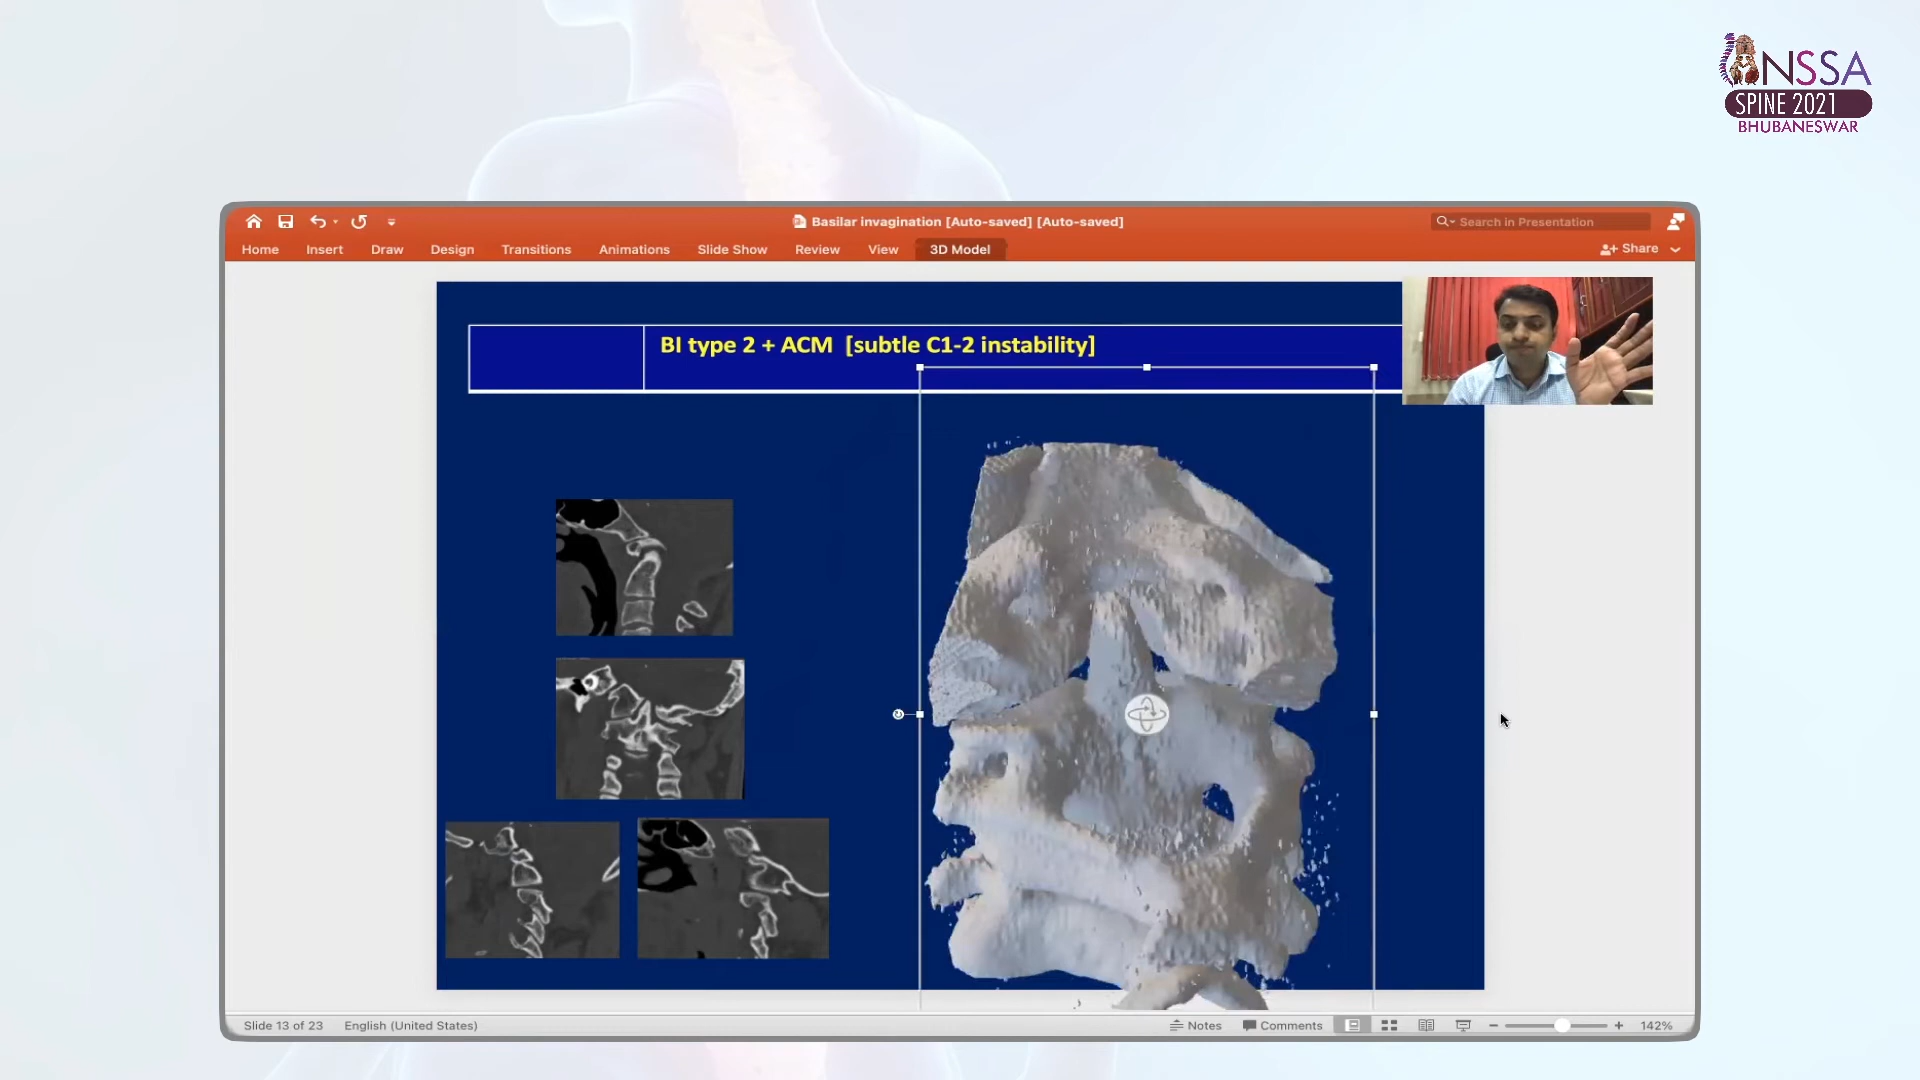 NSSA
SPINE 2021
BHUBANESWAR
Basilar invagination [Auto-saved] [Auto-saved]
Search in Presentation
Home Insert Draw Design Transitions Animations Slide Show Review View 3D Model
Share
BI type 2 + ACM [subtle C1-2 instability]
Slide 13 of 23 English (United States)
Notes Comments 142%